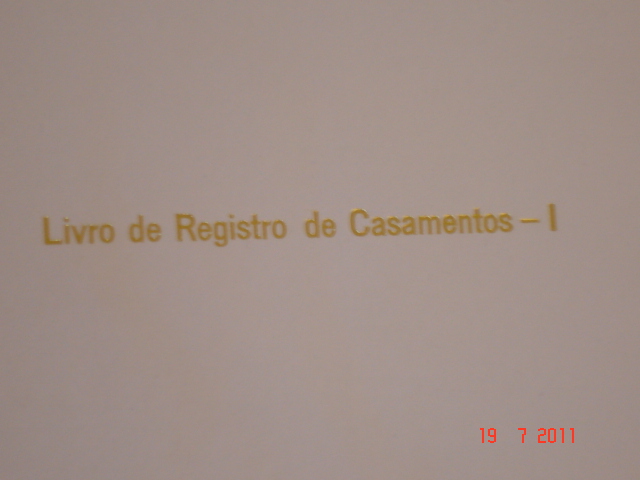 Livro de Registro de Casamentos – I
19 7 2011